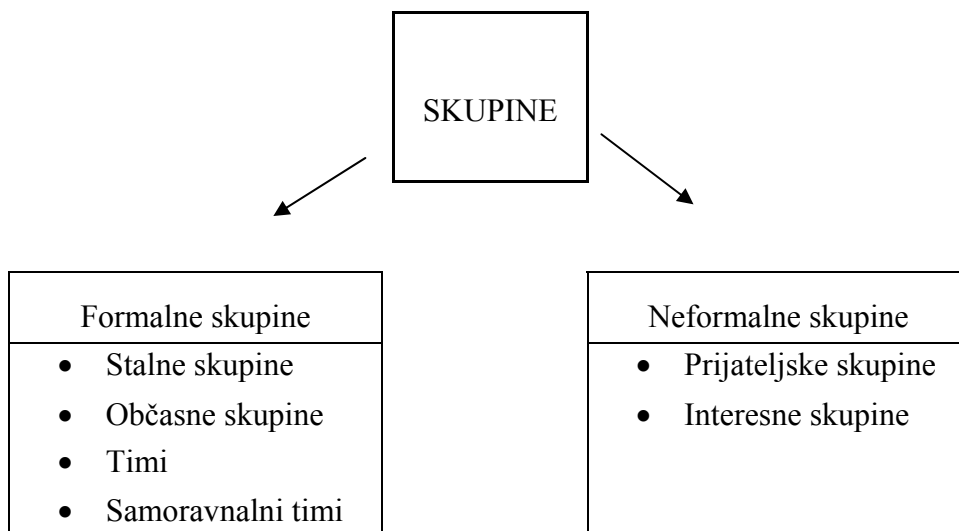 SKUPINE
Formalne skupine
• Stalne skupine
• Občasne skupine
• Timi
• Samoravnalni timi
Neformalne skupine
• Prijateljske skupine
• Interesne skupine